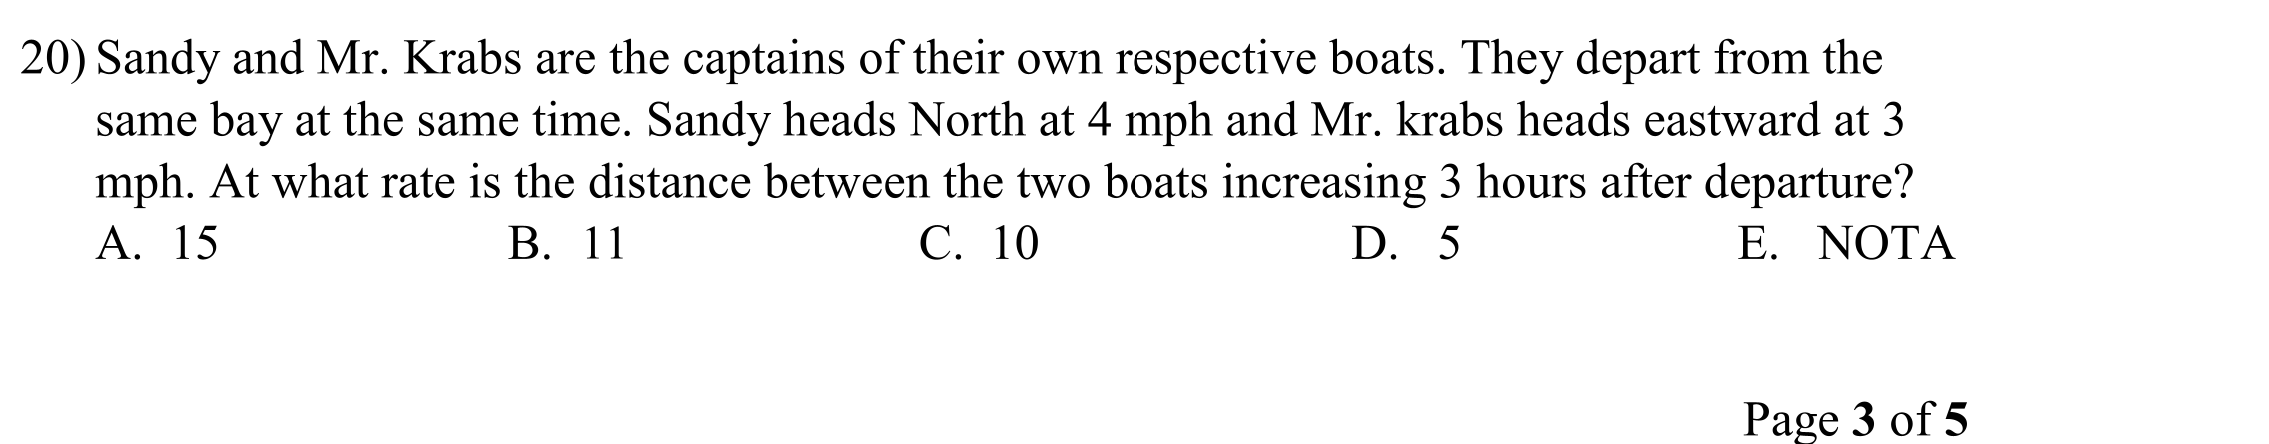 20) Sandy and Mr. Krabs are the captains of their own respective boats. They depart from the
same bay at the same time. Sandy heads North at 4 mph and Mr. krabs heads eastward at 3
mph. At what rate is the distance between the two boats increasing 3 hours after departure?
A. 15 B. 11 C. 10 D. 5 E. NOTA
Page 3 of 5